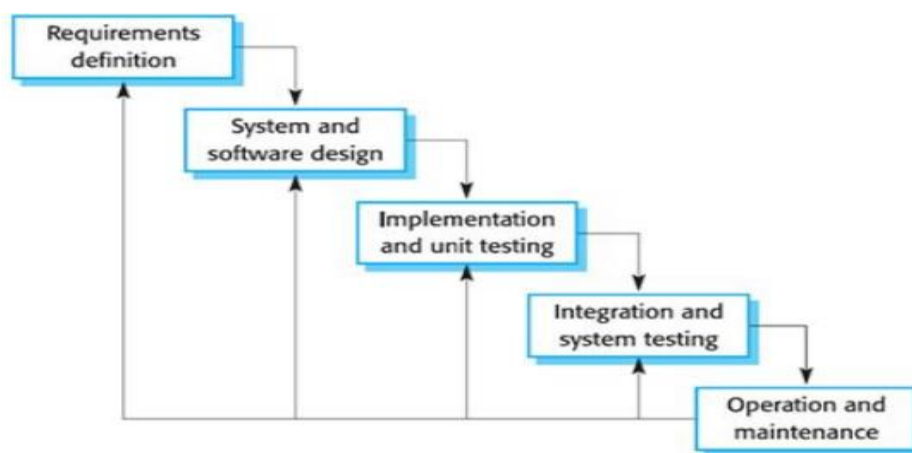 Requirements
definition
System and
software design
Implementation
and unit testing
Integration and
system testing
Operation and
maintenance